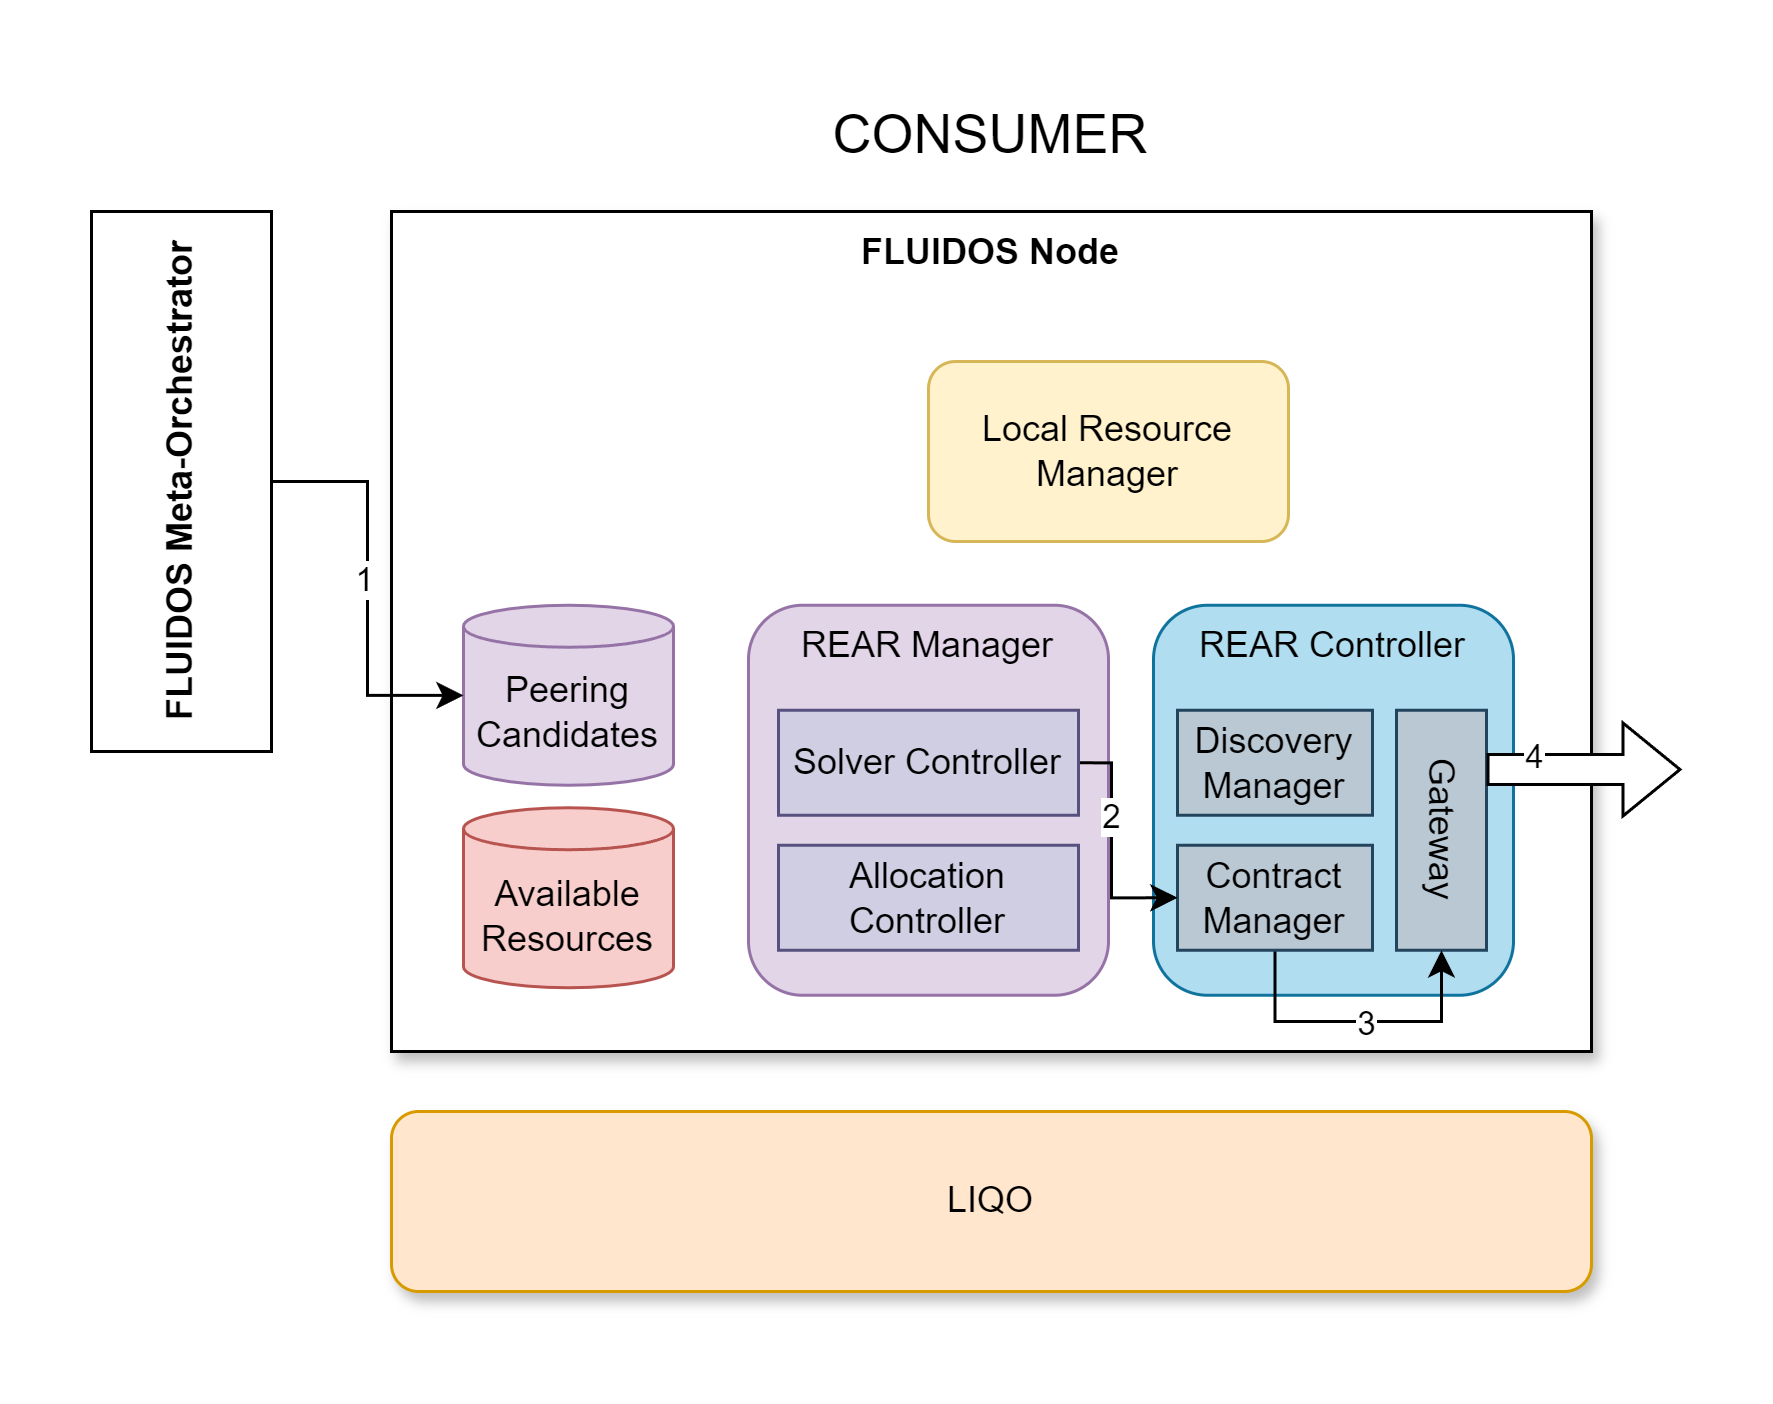 CONSUMER
FLUIDOS Meta-Orchestrator
FLUIDOS Node
Local Resource
Manager
1
Peering
Candidates
Available
Resources
REAR Manager
Solver Controller
Allocation
Controller
2
REAR Controller
Discovery
Manager
Contract
Manager
Gateway
3
4
LIQO